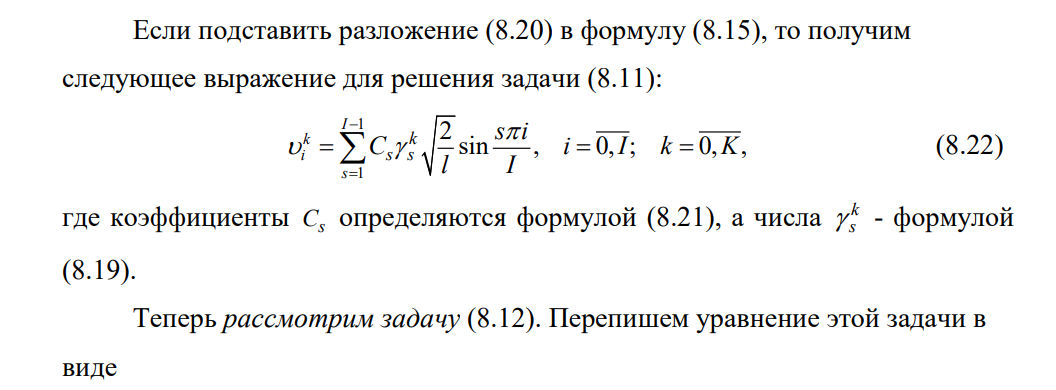 Если подставить разложение (8.20) в формулу (8.15), то получим
следующее выражение для решения задачи (8.11):
$\upsilon_i^k = \sum_{s=1}^{I-1} C_s \gamma_s^k \sqrt{\frac{2}{l}} \sin \frac{s\pi i}{I}, \quad i = \overline{0, I}; \quad k = \overline{0, K},$ (8.22)
где коэффициенты $C_s$ определяются формулой (8.21), а числа $\gamma_s^k$ - формулой
(8.19).
Теперь рассмотрим задачу (8.12). Перепишем уравнение этой задачи в
виде